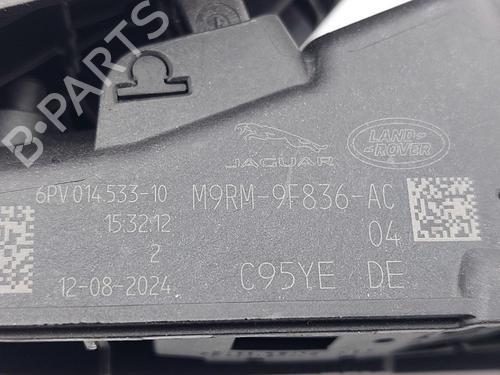 B-PARTS
JAGUAR
LAND-
ROVER
6PV 014.533-10
M9RM-9F836-AC
15:32:12
04
2
12-08-2024
C95YE DE